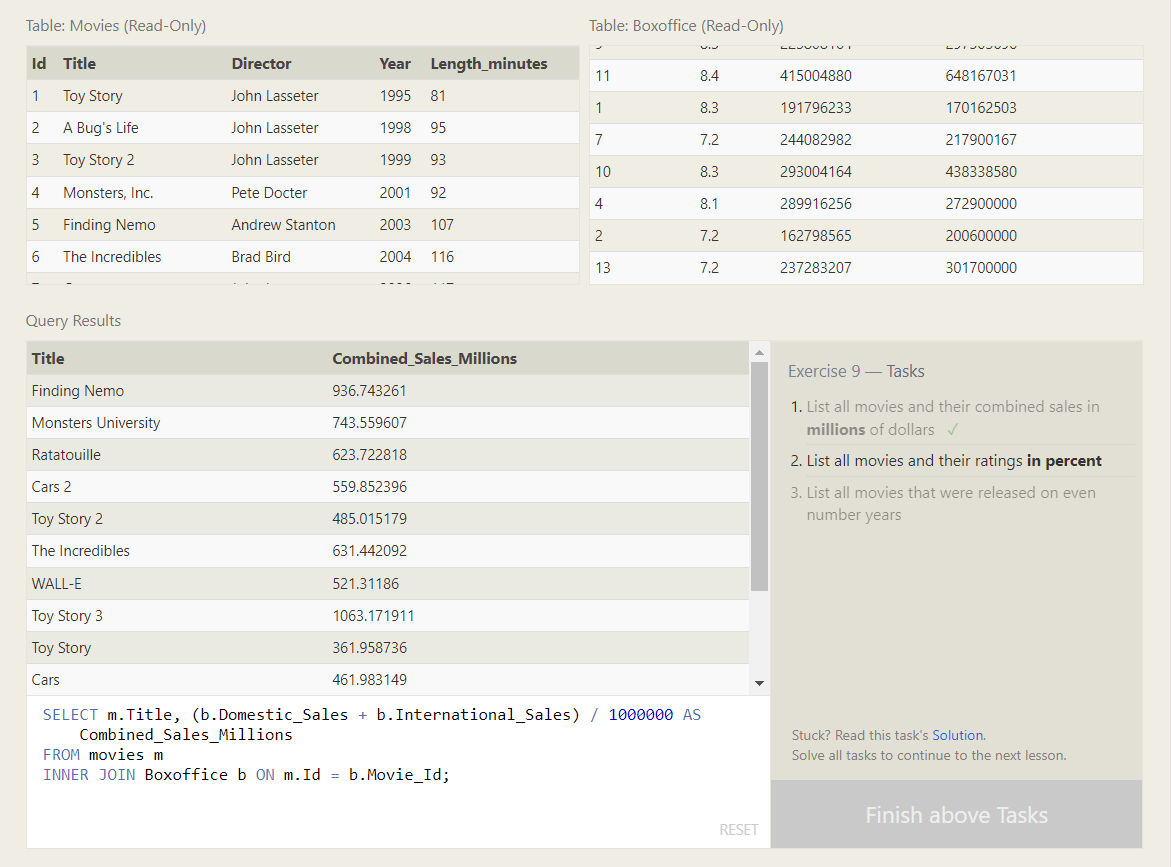 Table: Movies (Read-Only)
Id Title Director Year Length_minutes
1 Toy Story John Lasseter 1995 81
2 A Bug's Life John Lasseter 1998 95
3 Toy Story 2 John Lasseter 1999 93
4 Monsters, Inc. Pete Docter 2001 92
5 Finding Nemo Andrew Stanton 2003 107
6 The Incredibles Brad Bird 2004 116
Table: Boxoffice (Read-Only)
11 8.4 415004880 648167031
1 8.3 191796233 170162503
7 7.2 244082982 217900167
10 8.3 293004164 438338580
4 8.1 289916256 272900000
2 7.2 162798565 200600000
13 7.2 237283207 301700000
Query Results
Title Combined_Sales_Millions
Finding Nemo 936.743261
Monsters University 743.559607
Ratatouille 623.722818
Cars 2 559.852396
Toy Story 2 485.015179
The Incredibles 631.442092
WALL-E 521.31186
Toy Story 3 1063.171911
Toy Story 361.958736
Cars 461.983149
SELECT m.Title, (b.Domestic_Sales + b.International_Sales) / 1000000 AS
Combined_Sales_Millions
FROM movies m
INNER JOIN Boxoffice b ON m.Id = b.Movie_Id;
RESET
Exercise 9 — Tasks
1. List all movies and their combined sales in
millions of dollars ✓
2. List all movies and their ratings in percent
3. List all movies that were released on even
number years
Stuck? Read this task's Solution.
Solve all tasks to continue to the next lesson.
Finish above Tasks